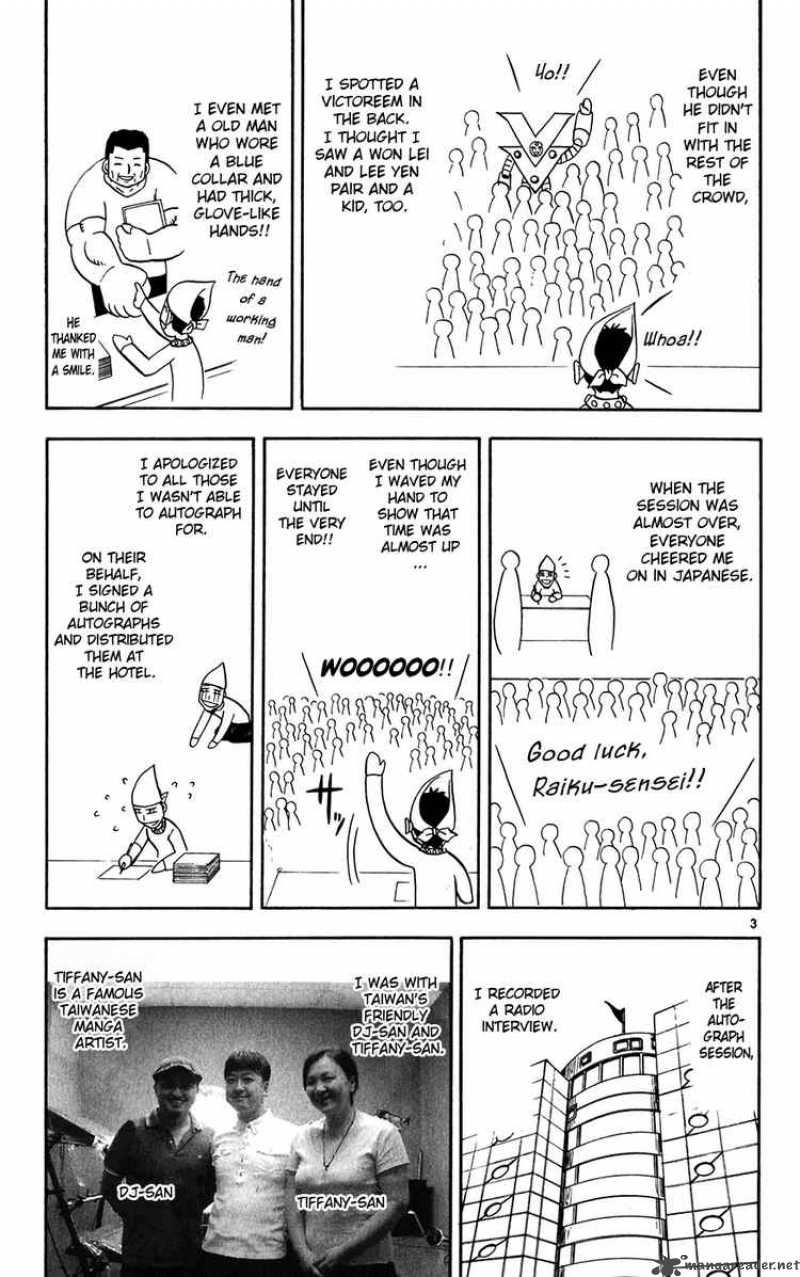 EVEN
THOUGH
HE DIDN'T
FIT IN
WITH THE
REST OF
THE
CROWD,
Yo!!
I SPOTTED A
VICTOREEM IN
THE BACK.
I THOUGHT I
SAW A WON LEI
AND LEE YEN
PAIR AND A
KID, TOO.
Whoa!!
I EVEN MET
A OLD MAN
WHO WORE
A BLUE
COLLAR AND
HAD THICK,
GLOVE-LIKE
HANDS!!
The hand
of a
working
man!
HE
THANKED
ME WITH
A SMILE.
WHEN THE
SESSION WAS
ALMOST OVER,
EVERYONE
CHEERED ME
ON IN JAPANESE.
Good luck,
Raiku-sensei!!
EVEN THOUGH
I WAVED MY
HAND TO
SHOW THAT
TIME WAS
ALMOST UP
...
EVERYONE
STAYED
UNTIL
THE VERY
END!!
WOOOOOO!!
サッ
I APOLOGIZED
TO ALL THOSE
I WASN'T ABLE
TO AUTOGRAPH
FOR.
ON THEIR
BEHALF,
I SIGNED A
BUNCH OF
AUTOGRAPHS
AND DISTRIBUTED
THEM AT
THE HOTEL.
3
AFTER
THE
AUTO-
GRAPH
SESSION,
I RECORDED
A RADIO
INTERVIEW.
I WAS WITH
TAIWAN'S
FRIENDLY
DJ-SAN AND
TIFFANY-SAN.
TIFFANY-SAN
IS A FAMOUS
TAIWANESE
MANGA
ARTIST.
DJ-SAN
TIFFANY-SAN
mangareader.net